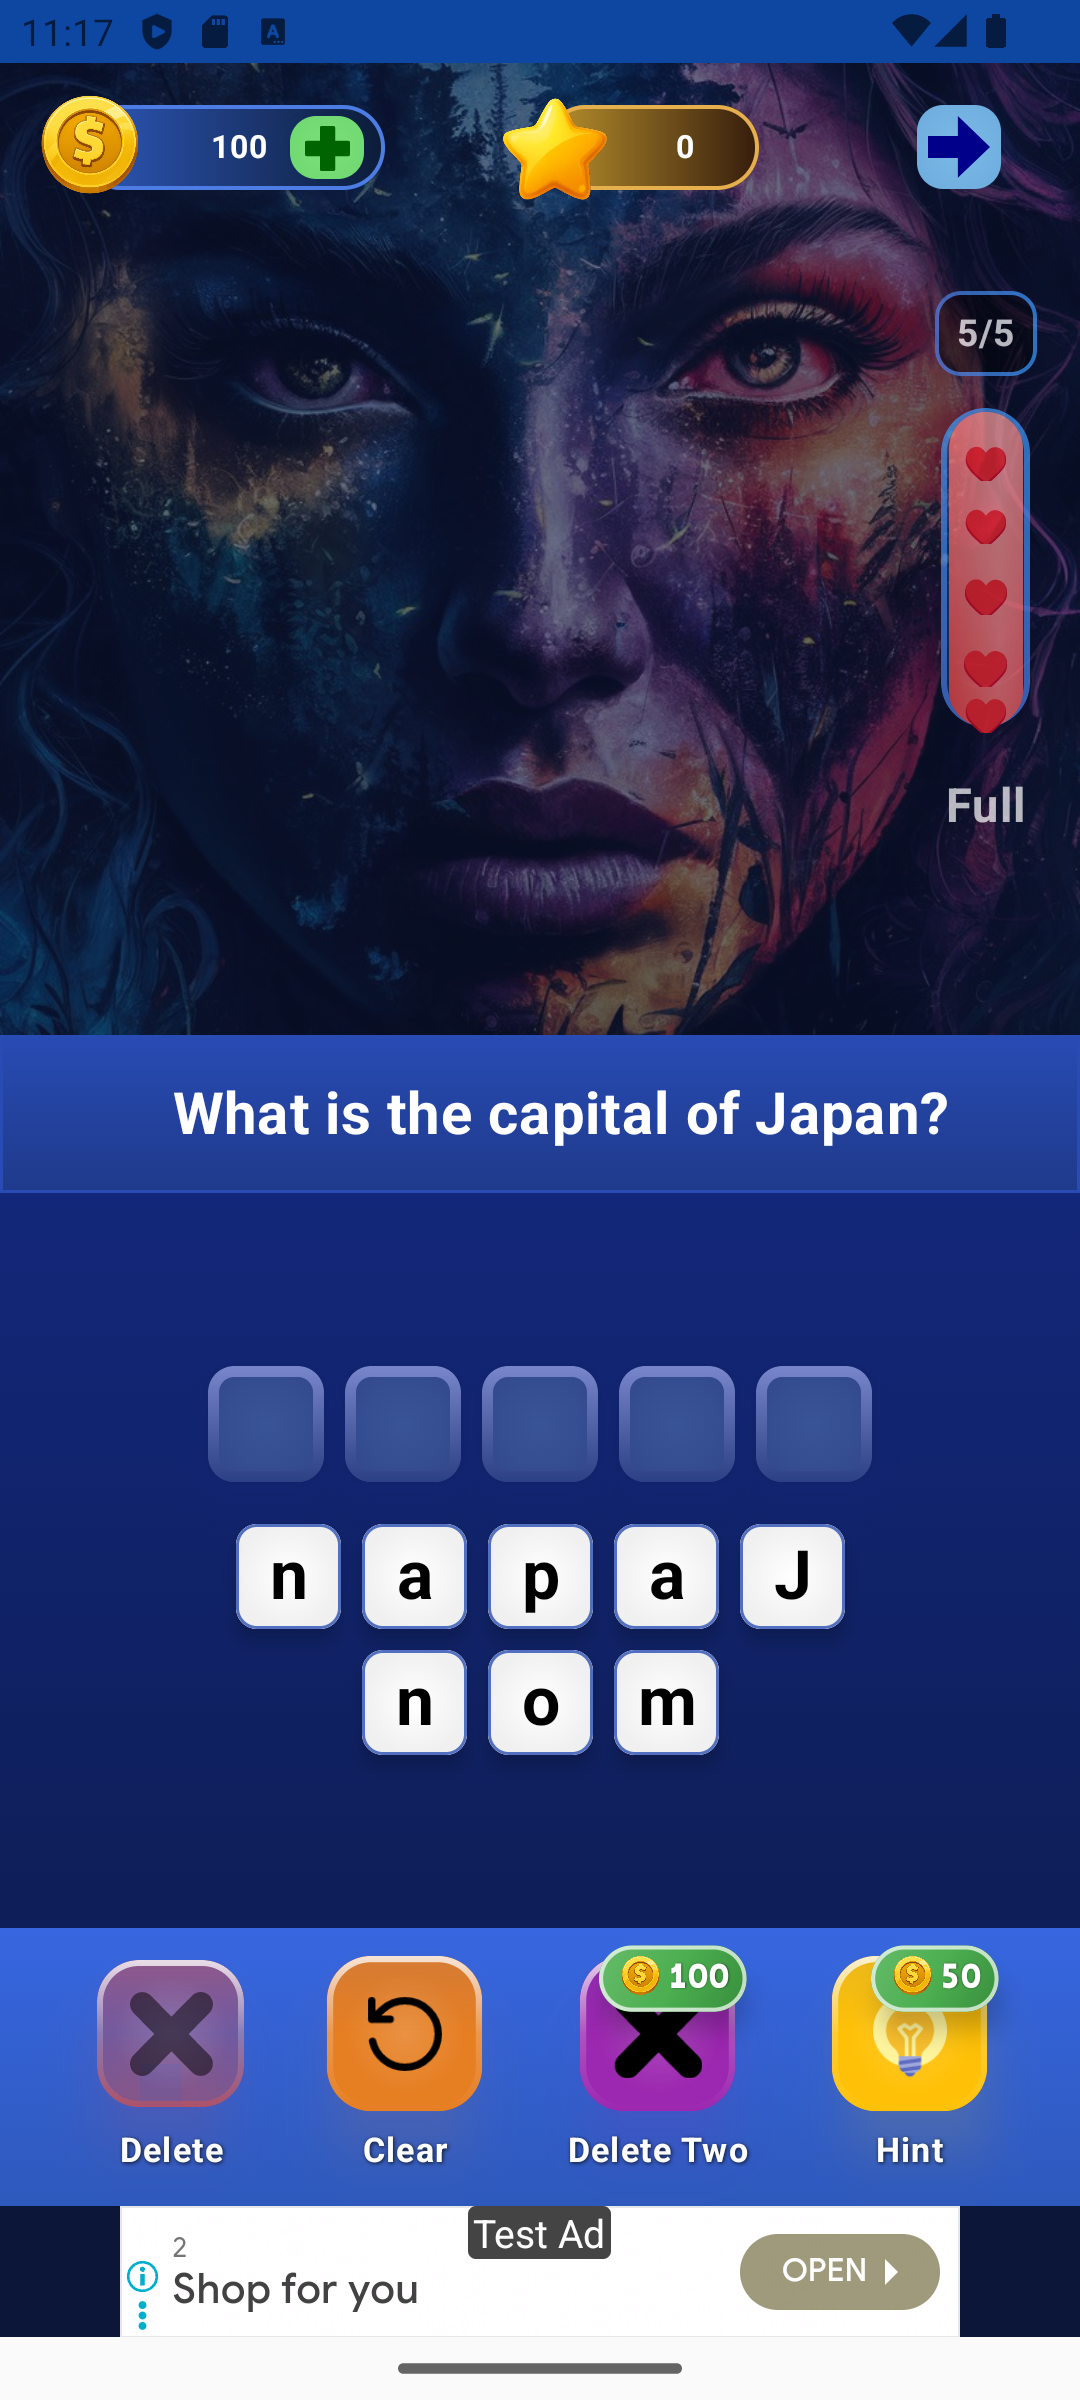 11:17
100
0
5/5
Full
What is the capital of Japan?
n a p a J
n o m
100
50
Delete
Clear
Delete Two
Hint
Test Ad
2
Shop for you
OPEN